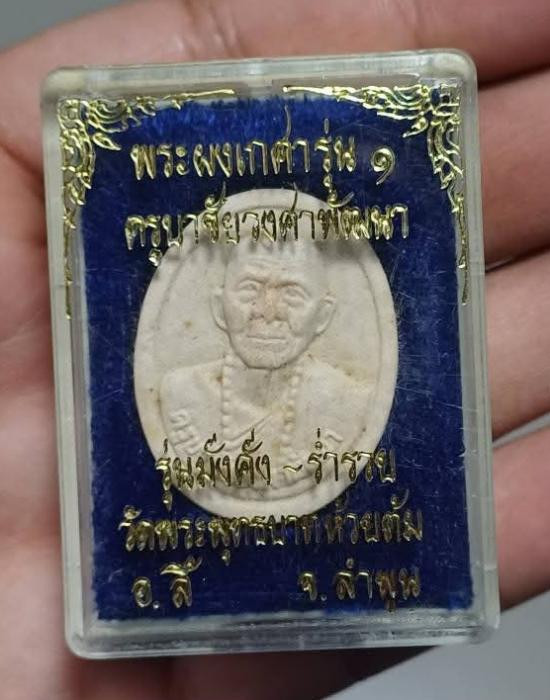 พระผงเกศารุ่น ๑
ครูบาชัยวงศาพัฒนา
รุ่นมั่งคั่ง ~ ร่ำรวย
วัดพระพุทธบาทห้วยต้ม
อ. ลี้ จ. ลำพูน